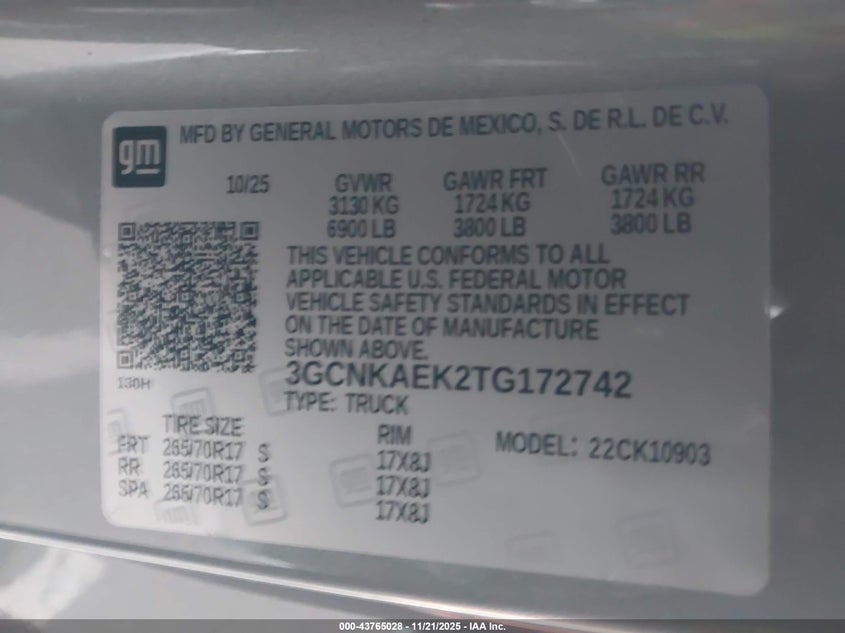 gm
MFD BY GENERAL MOTORS DE MEXICO, S. DE R.L. DE C.V.
10/25 GVWR GAWR FRT GAWR RR
3130 KG 1724 KG 1724 KG
6900 LB 3800 LB 3800 LB
THIS VEHICLE CONFORMS TO ALL
APPLICABLE U.S. FEDERAL MOTOR
VEHICLE SAFETY STANDARDS IN EFFECT
ON THE DATE OF MANUFACTURE
SHOWN ABOVE.
130H
3GCNKAEK2TG172742
TYPE: TRUCK
TIRE SIZE RIM MODEL: 22CK10903
FRT 265/70R17 S 17X8J
RR 265/70R17 S 17X8J
SPA 265/70R17 S 17X8J
000-43765028 - 11/21/2025 - IAA Inc.